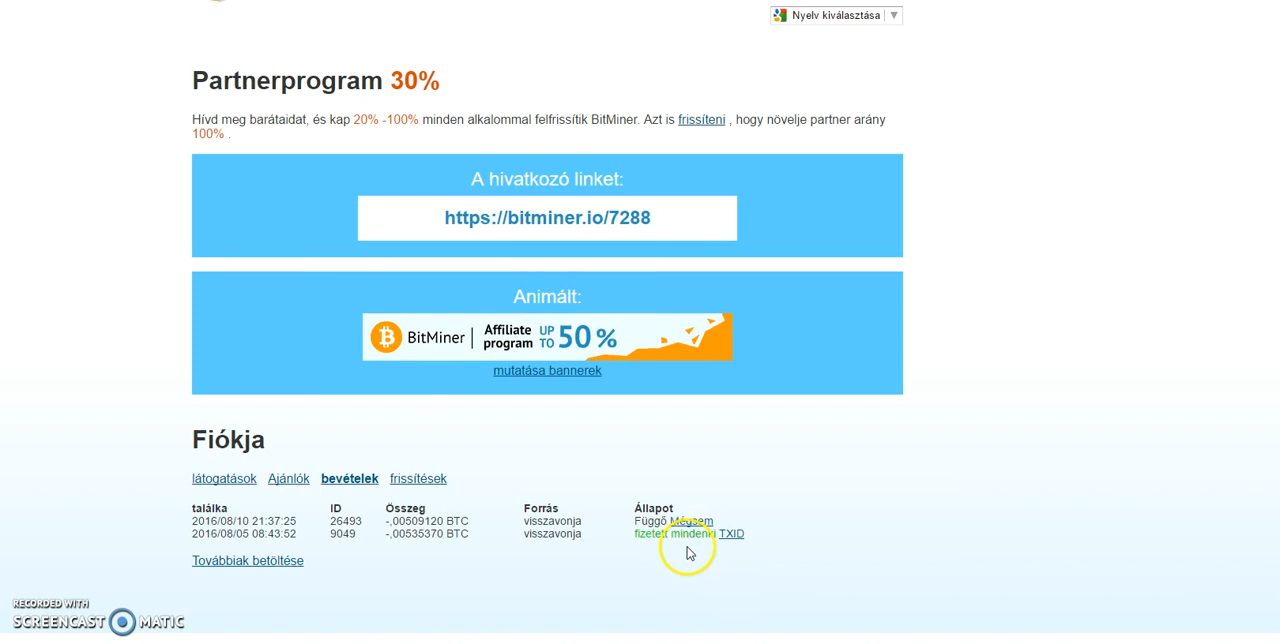 Nyelv kiválasztása ▼
Partnerprogram 30%
Hívd meg barátaidat, és kap 20% -100% minden alkalommal felfrissítik BitMiner. Azt is frissíteni , hogy növelje partner arány
100% .
A hivatkozó linket:
https://bitminer.io/7288
Animált:
BitMiner | Affiliate program UP TO 50%
mutatása bannerek
Fiókja
látogatások Ajánlók bevételek frissítések
találka ID Összeg Forrás Állapot
2016/08/10 21:37:25 26493 -,00509120 BTC visszavonja Függő Mégsem
2016/08/05 08:43:52 9049 -,00535370 BTC visszavonja fizetett mindenki TXID
Továbbiak betöltése
RECORDED WITH
SCREENCAST MATIC